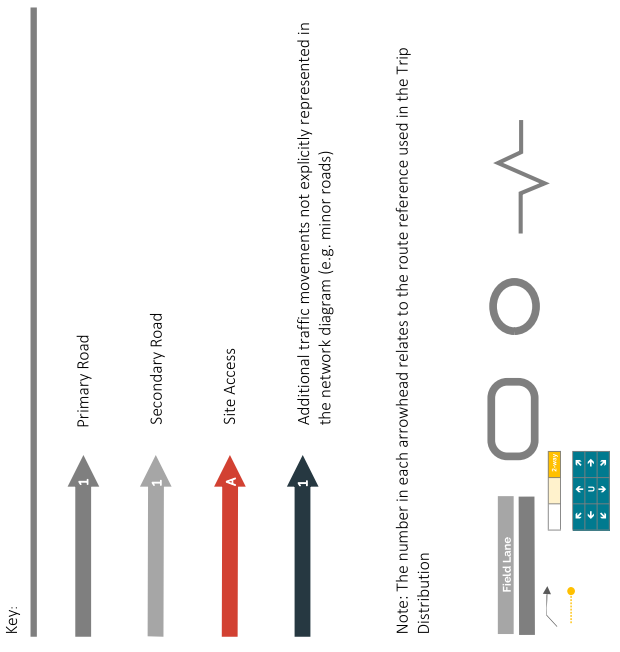 Key:
1
Primary Road
1
Secondary Road
A
Site Access
1
Additional traffic movements not explicitly represented in
the network diagram (e.g. minor roads)
Note: The number in each arrowhead relates to the route reference used in the Trip
Distribution
Field Lane
2-way
U